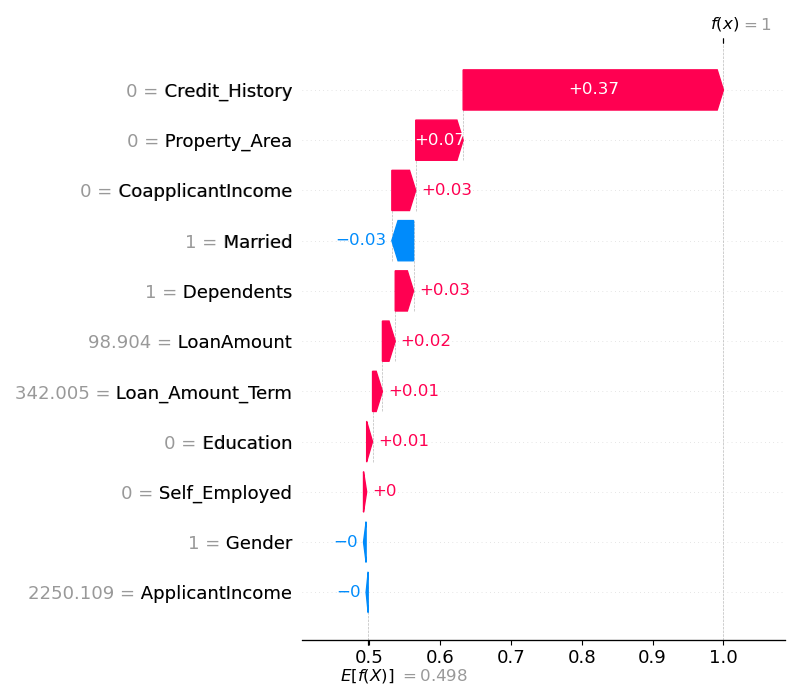 f(x) = 1
0 = Credit_History
+0.37
0 = Property_Area
+0.07
0 = CoapplicantIncome
+0.03
1 = Married
−0.03
1 = Dependents
+0.03
98.904 = LoanAmount
+0.02
342.005 = Loan_Amount_Term
+0.01
0 = Education
+0.01
0 = Self_Employed
+0
1 = Gender
−0
2250.109 = ApplicantIncome
−0
0.5 0.6 0.7 0.8 0.9 1.0
E[f(X)] = 0.498